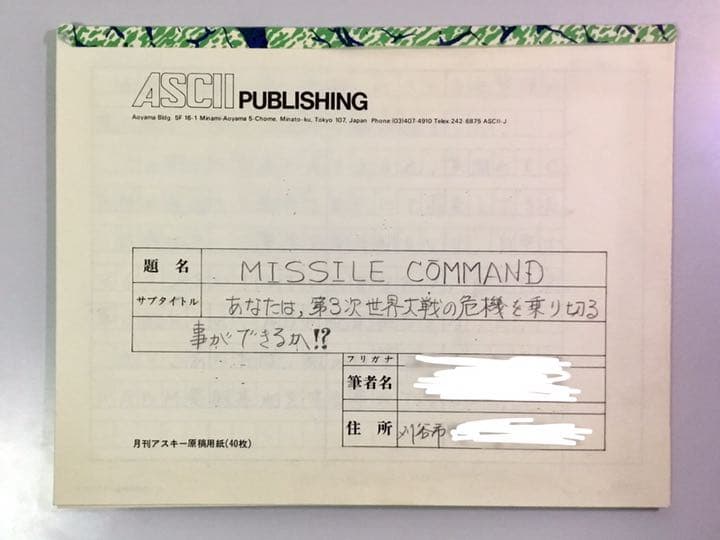 ASCII PUBLISHING
Aoyama Bldg. 5F 16-1 Minami-Aoyama 5-Chome, Minato-ku, Tokyo 107, Japan Phone (03)407-4910 Telex 242-6875 ASCII-J
題名 MISSILE COMMAND
サブタイトル あなたは,第3次世界大戦の危機を乗り切る
事ができるか!?
フリガナ
筆者名
住所 刈谷市
月刊アスキー原稿用紙(40枚)